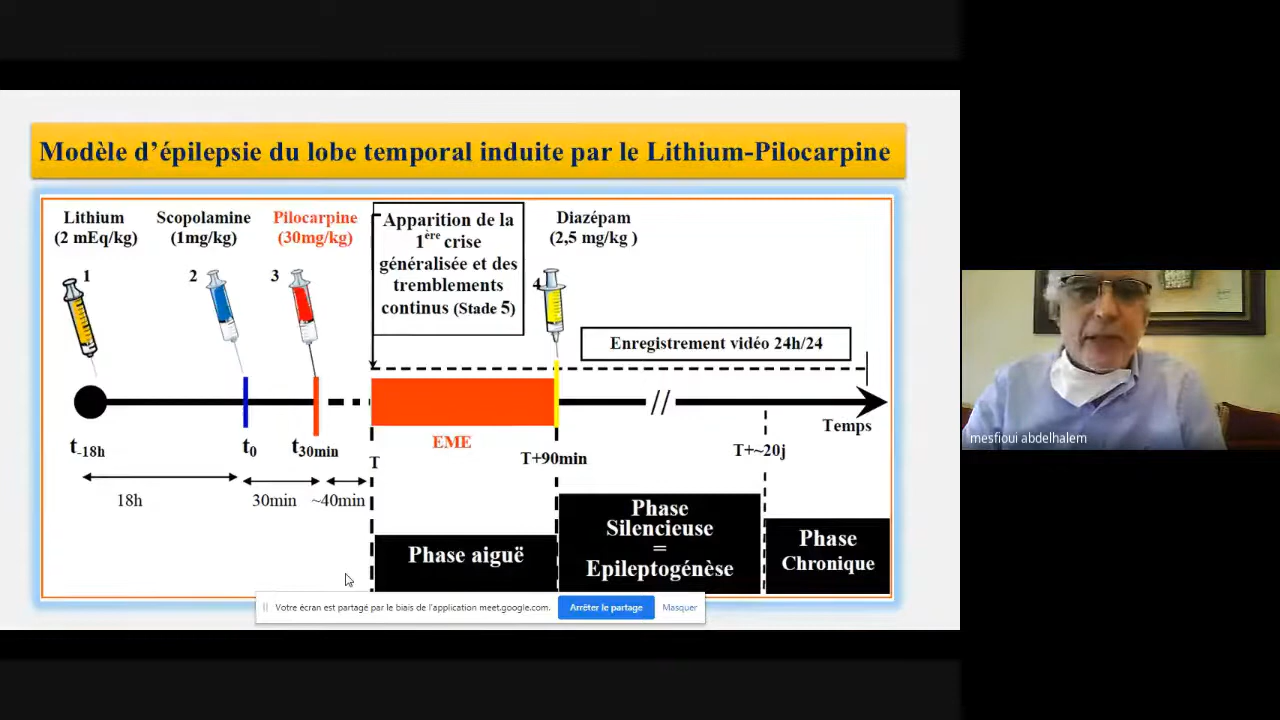 Modèle d’épilepsie du lobe temporal induite par le Lithium-Pilocarpine
Lithium
(2 mEq/kg)
Scopolamine
(1mg/kg)
Pilocarpine
(30mg/kg)
Apparition de la
1ère crise
généralisée et des
tremblements
continus (Stade 5)
Diazépam
(2,5 mg/kg )
1
2
3
4
Enregistrement vidéo 24h/24
//
Temps
t-18h
t0
t30min
EME
T
T+90min
T+~20j
18h
30min
~40min
Phase aiguë
Phase
Silencieuse
=
Epileptogénèse
Phase
Chronique
Votre écran est partagé par le biais de l'application meet.google.com.
Arrêter le partage
Masquer
mesfioui abdelhalem